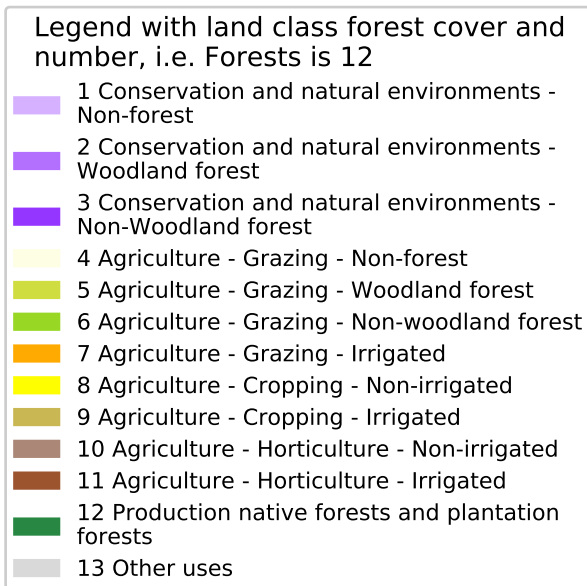 Legend with land class forest cover and
number, i.e. Forests is 12
1 Conservation and natural environments -
Non-forest
2 Conservation and natural environments -
Woodland forest
3 Conservation and natural environments -
Non-Woodland forest
4 Agriculture - Grazing - Non-forest
5 Agriculture - Grazing - Woodland forest
6 Agriculture - Grazing - Non-woodland forest
7 Agriculture - Grazing - Irrigated
8 Agriculture - Cropping - Non-irrigated
9 Agriculture - Cropping - Irrigated
10 Agriculture - Horticulture - Non-irrigated
11 Agriculture - Horticulture - Irrigated
12 Production native forests and plantation
forests
13 Other uses